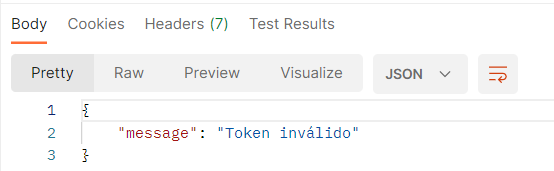 Body Cookies Headers (7) Test Results
Pretty Raw Preview Visualize JSON
1 {
2 "message": "Token inválido"
3 }